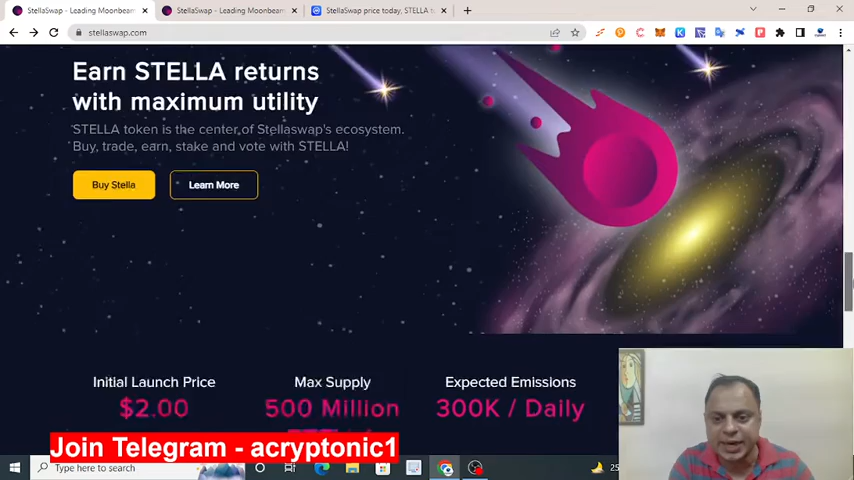 StellaSwap - Leading Moonbeam
StellaSwap - Leading Moonbeam
StellaSwap price today, STELLA t
stellaswap.com
Earn STELLA returns
with maximum utility
STELLA token is the center of Stellaswap's ecosystem.
Buy, trade, earn, stake and vote with STELLA!
Buy Stella
Learn More
Initial Launch Price
Max Supply
Expected Emissions
$2.00
500 Million
300K / Daily
Join Telegram - acryptonic1
Type here to search
25